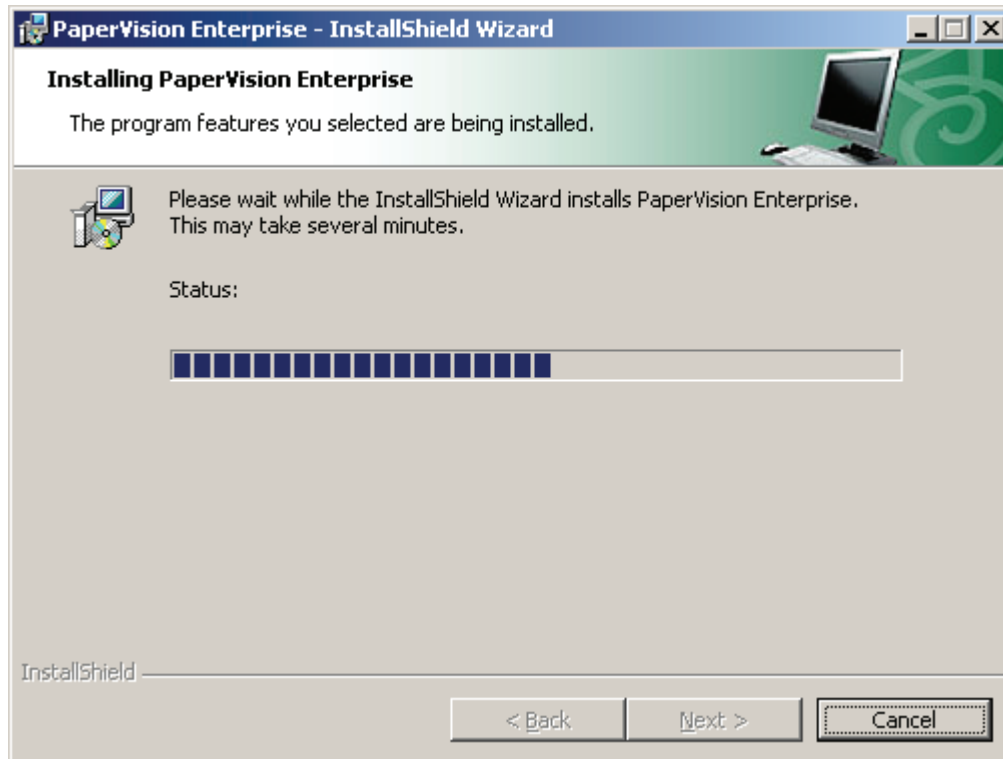 PaperVision Enterprise - InstallShield Wizard
Installing PaperVision Enterprise
The program features you selected are being installed.
Please wait while the InstallShield Wizard installs PaperVision Enterprise.
This may take several minutes.
Status:
InstallShield
< Back Next > Cancel